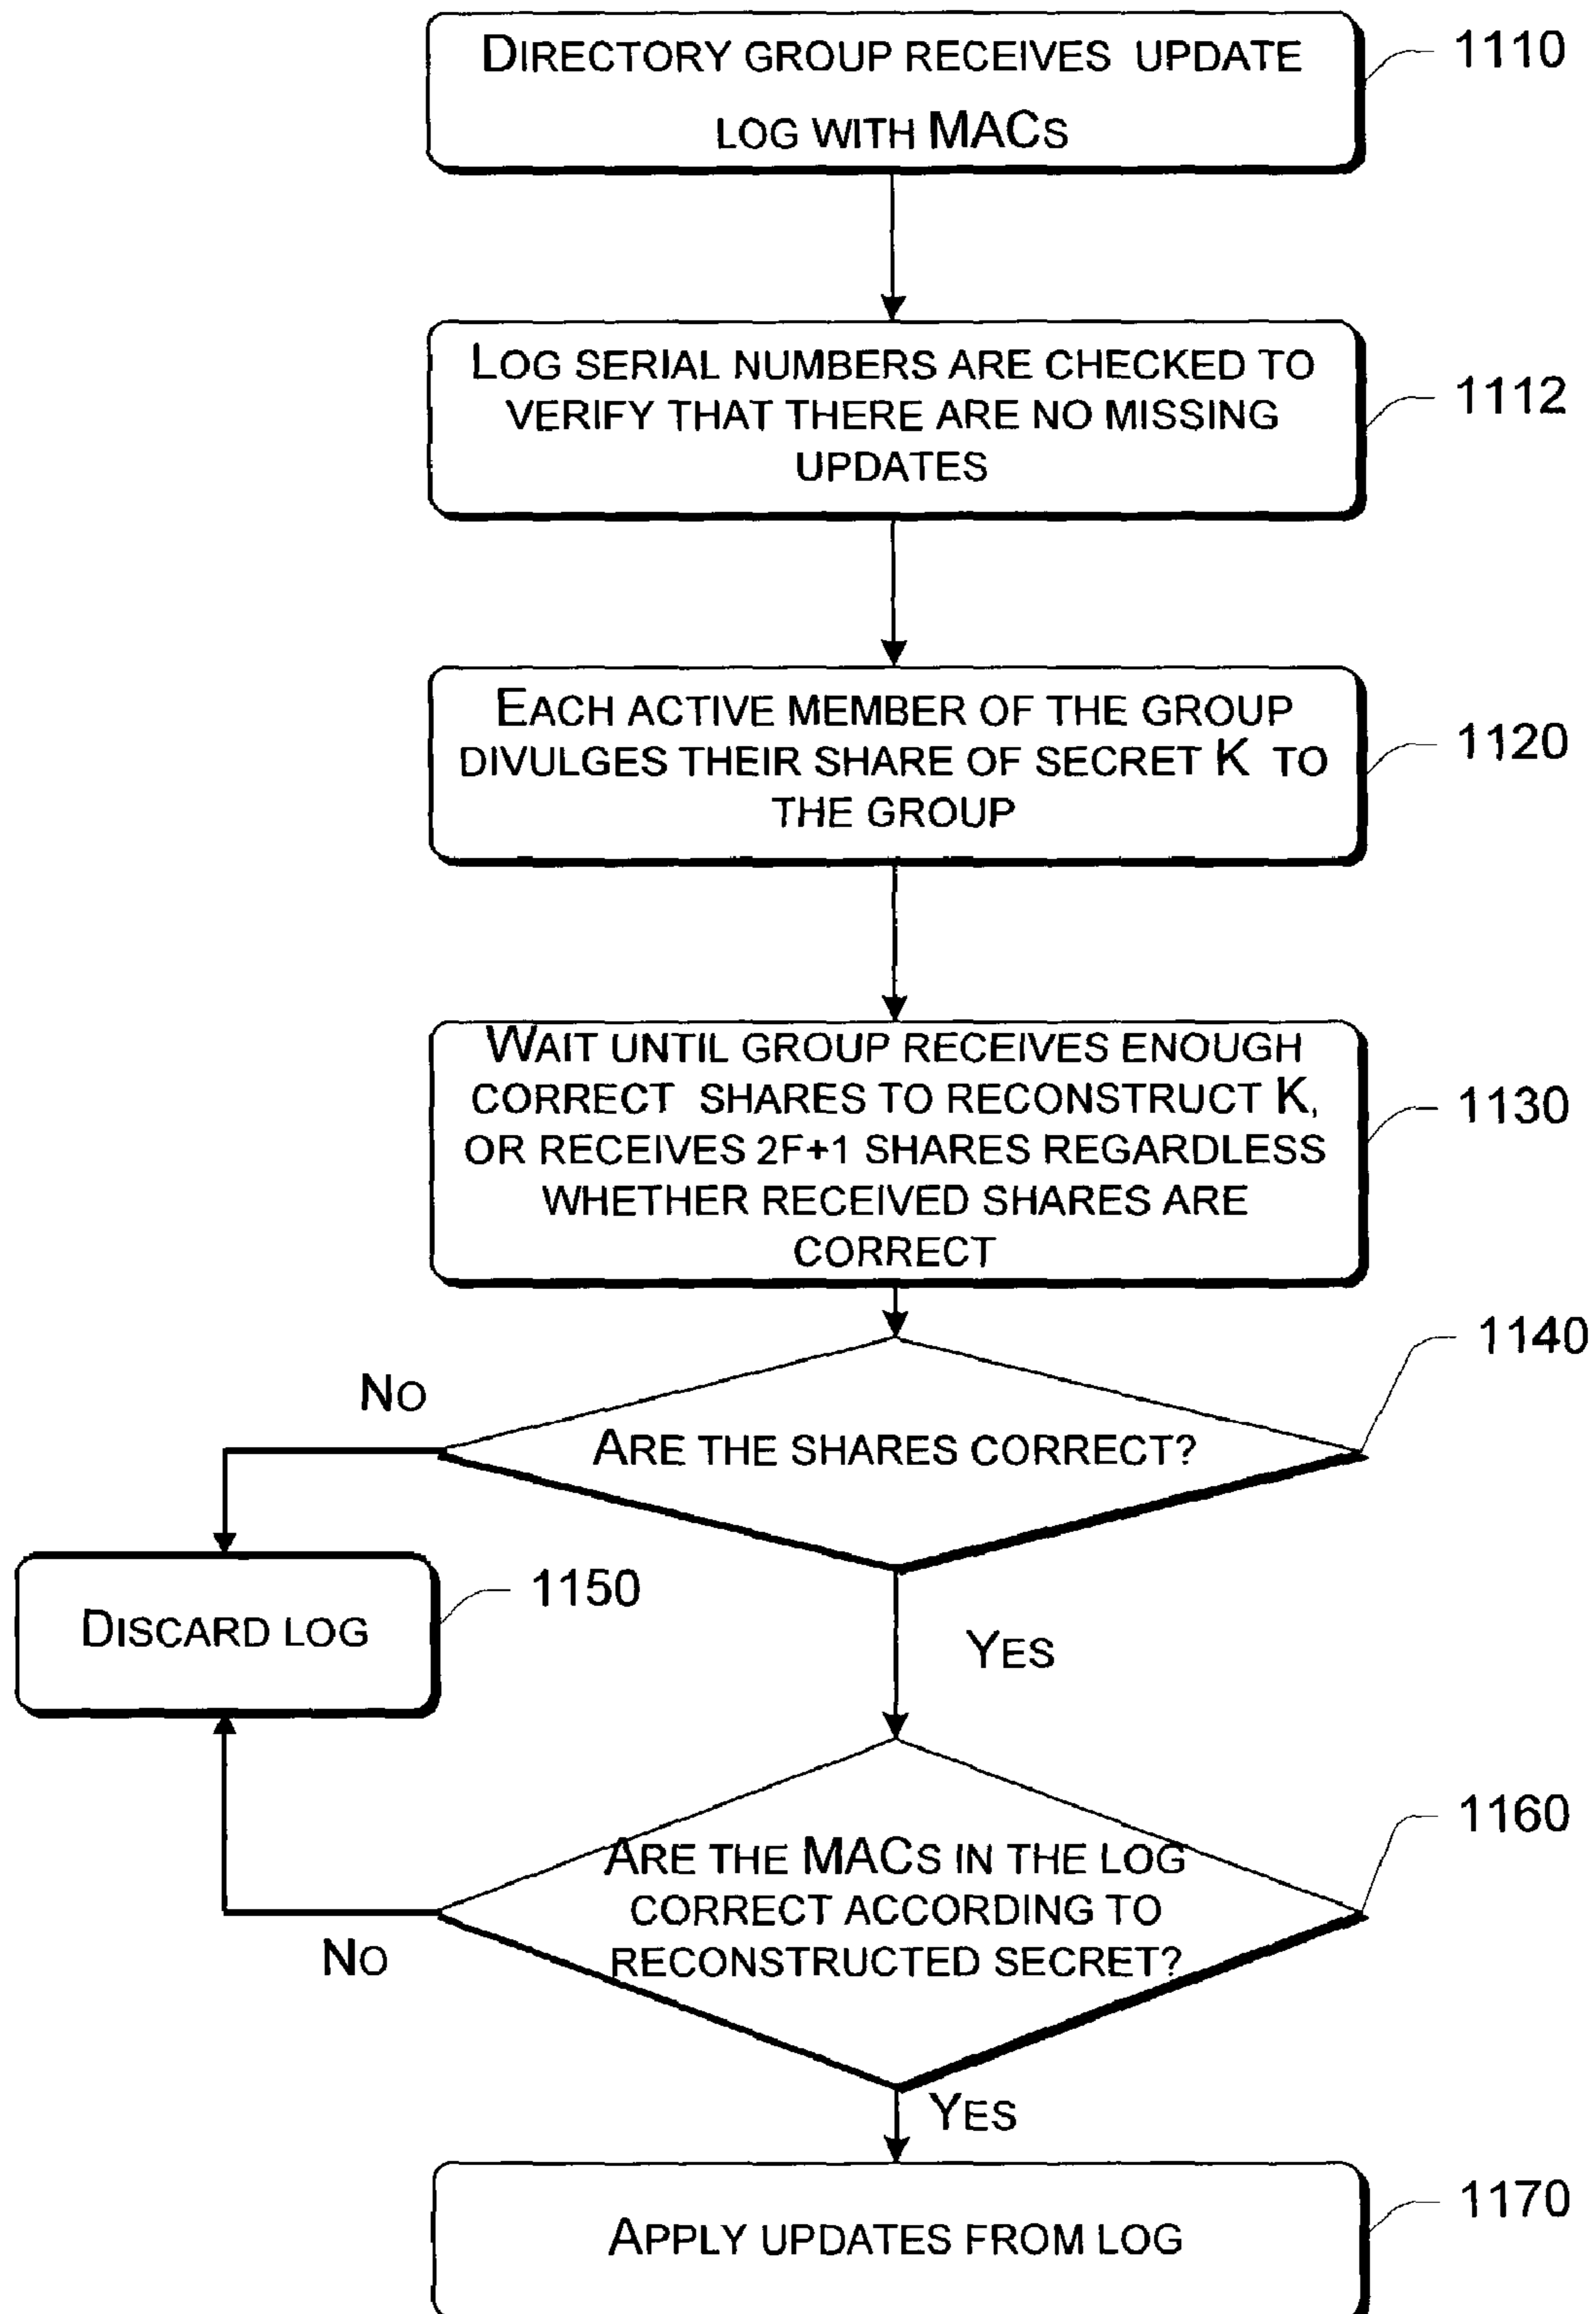 DIRECTORY GROUP RECEIVES UPDATE
LOG WITH MACS
1110
LOG SERIAL NUMBERS ARE CHECKED TO
VERIFY THAT THERE ARE NO MISSING
UPDATES
1112
EACH ACTIVE MEMBER OF THE GROUP
DIVULGES THEIR SHARE OF SECRET K TO
THE GROUP
1120
WAIT UNTIL GROUP RECEIVES ENOUGH
CORRECT SHARES TO RECONSTRUCT K,
OR RECEIVES 2F+1 SHARES REGARDLESS
WHETHER RECEIVED SHARES ARE
CORRECT
1130
1140
NO
ARE THE SHARES CORRECT?
DISCARD LOG
1150
YES
1160
ARE THE MACS IN THE LOG
CORRECT ACCORDING TO
RECONSTRUCTED SECRET?
NO
YES
APPLY UPDATES FROM LOG
1170